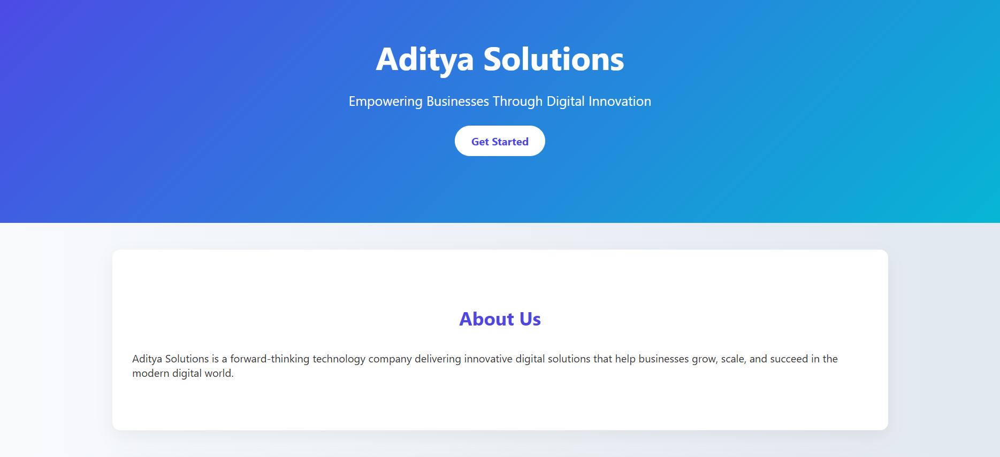 Aditya Solutions
Empowering Businesses Through Digital Innovation
Get Started
About Us
Aditya Solutions is a forward-thinking technology company delivering innovative digital solutions that help businesses grow, scale, and succeed in the
modern digital world.